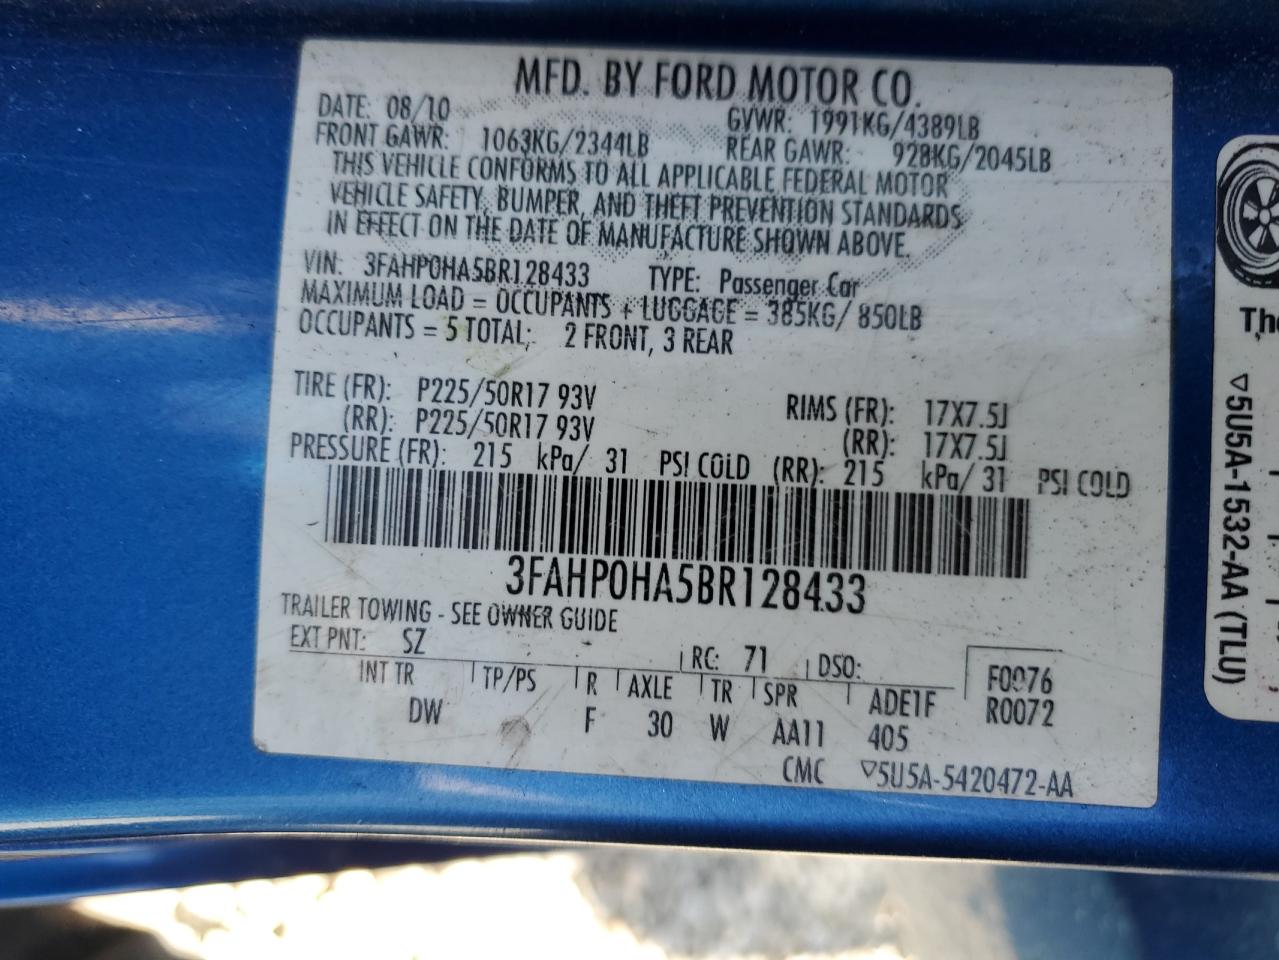 MFD. BY FORD MOTOR CO.
DATE: 08/10 GVWR: 1991KG/4389LB
FRONT GAWR: 1063KG/2344LB REAR GAWR: 928KG/2045LB
THIS VEHICLE CONFORMS TO ALL APPLICABLE FEDERAL MOTOR
VEHICLE SAFETY, BUMPER, AND THEFT PREVENTION STANDARDS
IN EFFECT ON THE DATE OF MANUFACTURE SHOWN ABOVE.
VIN: 3FAHP0HA5BR128433 TYPE: Passenger Car
MAXIMUM LOAD = OCCUPANTS + LUGGAGE = 385KG/ 850LB
OCCUPANTS = 5 TOTAL; 2 FRONT, 3 REAR
TIRE (FR): P225/50R17 93V RIMS (FR): 17X7.5J
(RR): P225/50R17 93V (RR): 17X7.5J
PRESSURE (FR): 215 kPa/ 31 PSI COLD (RR): 215 kPa/ 31 PSI COLD
3FAHP0HA5BR128433
TRAILER TOWING - SEE OWNER GUIDE
EXT PNT: SZ RC: 71 DSO: F0076
INT TR TP/PS R AXLE TR SPR ADE1F R0072
DW F 30 W AA11 405
CMC ▽5U5A-5420472-AA
The
▽5U5A-1532-AA (TLU)